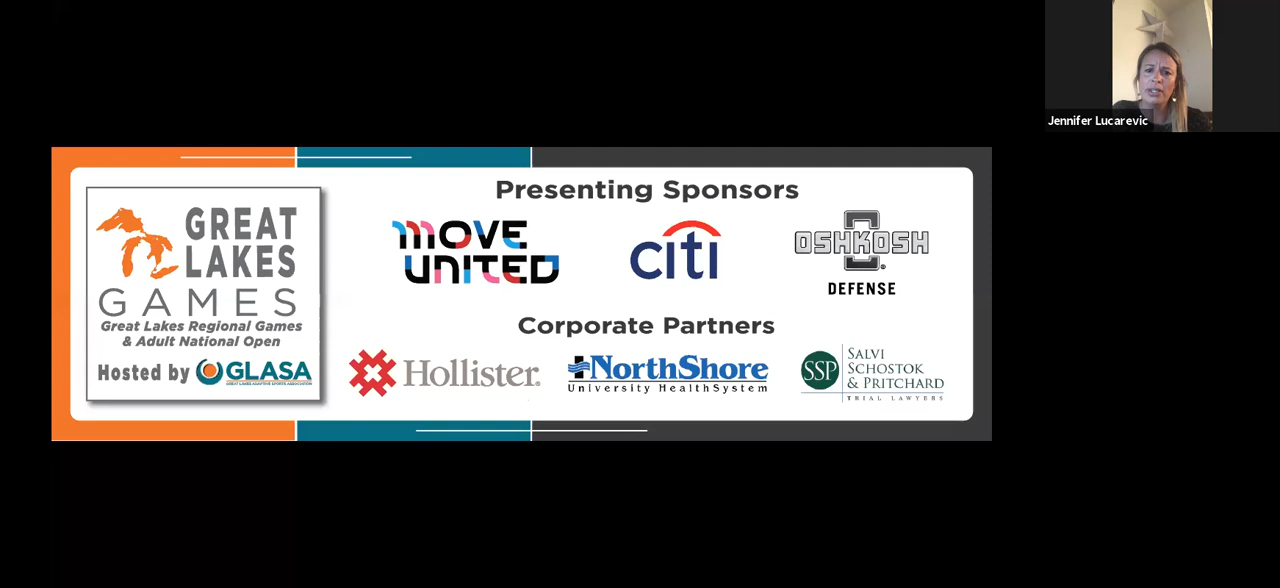 Jennifer Lucarevic
GREAT
LAKES
GAMES
Great Lakes Regional Games
& Adult National Open
Hosted by GLASA
GREAT LAKES ADAPTIVE SPORTS ASSOCIATION
Presenting Sponsors
MOVE
UNITED
citi
OSHKOSH
DEFENSE
Corporate Partners
Hollister
NorthShore
University HealthSystem
SSP
SALVI
SCHOSTOK
& PRITCHARD
TRIAL LAWYERS